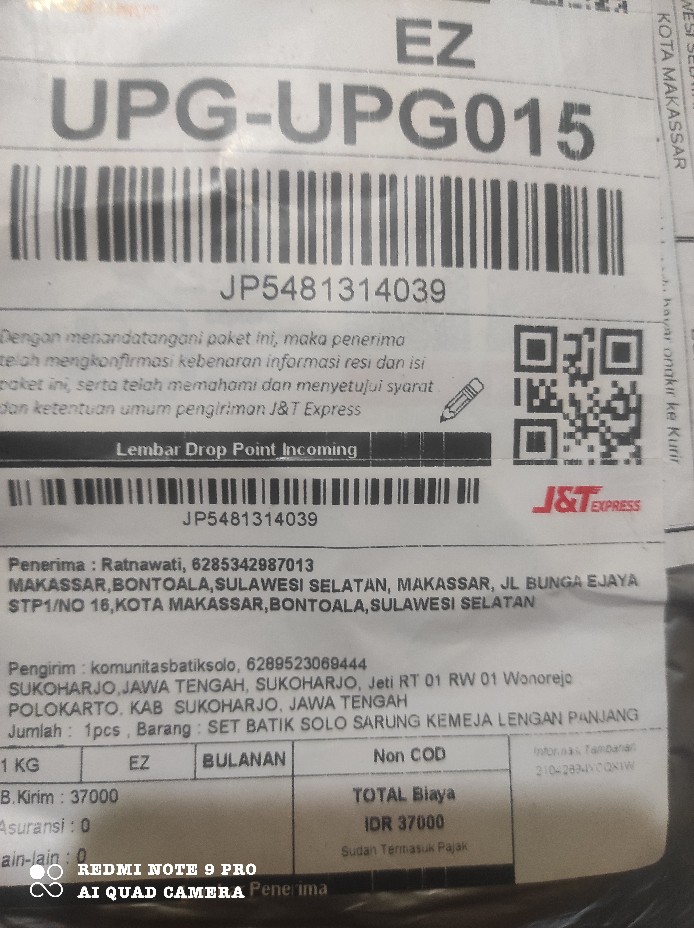 EZ
UPG-UPG015
KOTA MAKASSAR
JP5481314039
Dengan menandatangani paket ini, maka penerima
telah mengkonfirmasi kebenaran informasi resi dan isi
paket ini, serta telah memahami dan menyetujui syarat
dan ketentuan umum pengiriman J&T Express
ongkir ke Kurir
Lembar Drop Point Incoming
JP5481314039
J&T EXPRESS
Penerima : Ratnawati, 6285342987013
MAKASSAR,BONTOALA,SULAWESI SELATAN, MAKASSAR, JL BUNGA EJAYA
STP1/NO 16,KOTA MAKASSAR,BONTOALA,SULAWESI SELATAN
Pengirim : komunitasbatiksolo, 6289523069444
SUKOHARJO,JAWA TENGAH, SUKOHARJO, Jeti RT 01 RW 01 Wonorejo
POLOKARTO. KAB SUKOHARJO, JAWA TENGAH
Jumlah : 1pcs , Barang : SET BATIK SOLO SARUNG KEMEJA LENGAN PANJANG
1 KG EZ BULANAN Non COD Informasi Tambahan
B.Kirim : 37000 TOTAL Biaya
Asuransi : 0 IDR 37000
ain-lain : 0 Sudah Termasuk Pajak
REDMI NOTE 9 PRO
AI QUAD CAMERA
Penerima